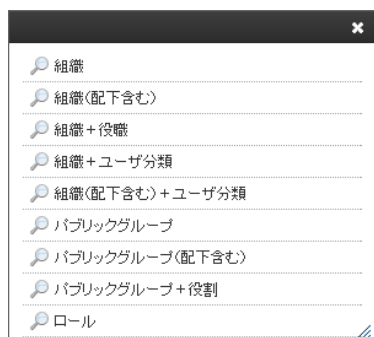 組織
組織(配下含む)
組織+役職
組織+ユーザ分類
組織(配下含む)+ユーザ分類
パブリックグループ
パブリックグループ(配下含む)
パブリックグループ+役割
ロール